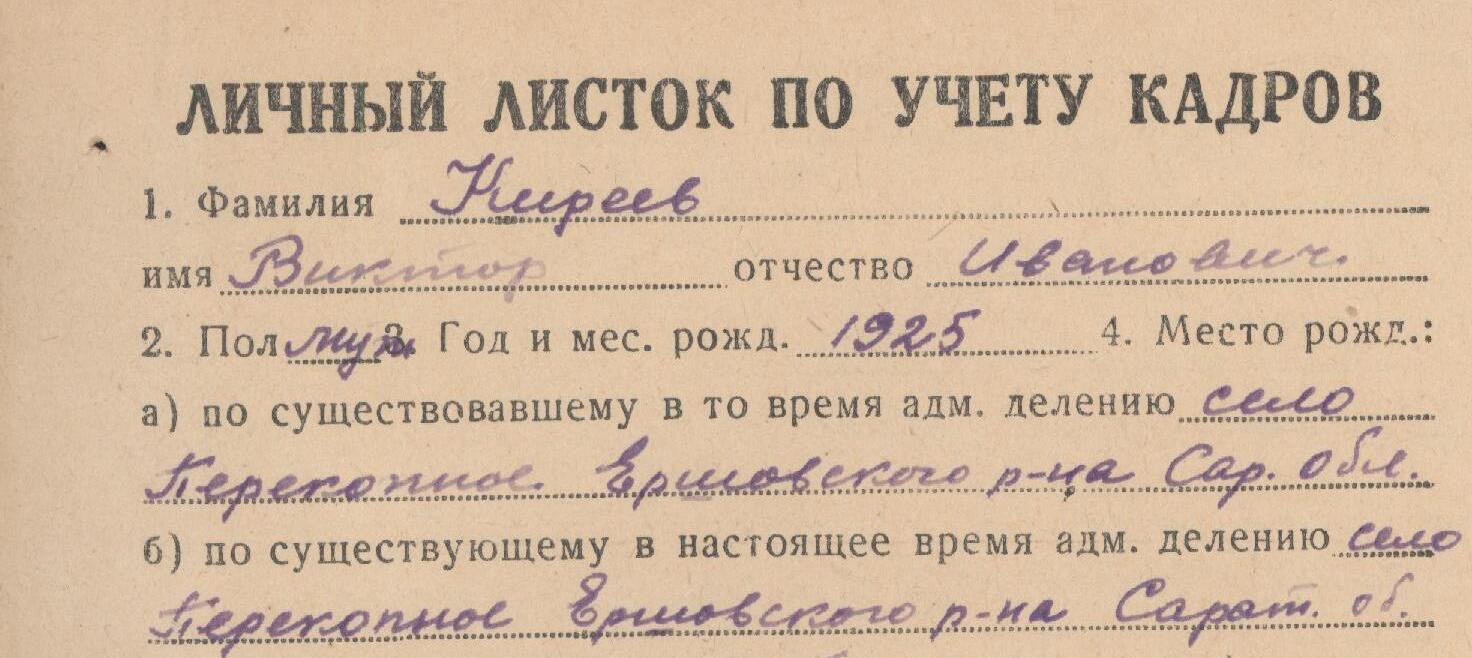 ЛИЧНЫЙ ЛИСТОК ПО УЧЕТУ КАДРОВ
1. Фамилия Киреев
имя Виктор отчество Иванович.
2. Пол муж 3. Год и мес. рожд. 1925 4. Место рожд.:
а) по существовавшему в то время адм. делению село
Перекопное Ершовского р-на Сар. обл.
б) по существующему в настоящее время адм. делению село
Перекопное Ершовского р-на Сарат. об.